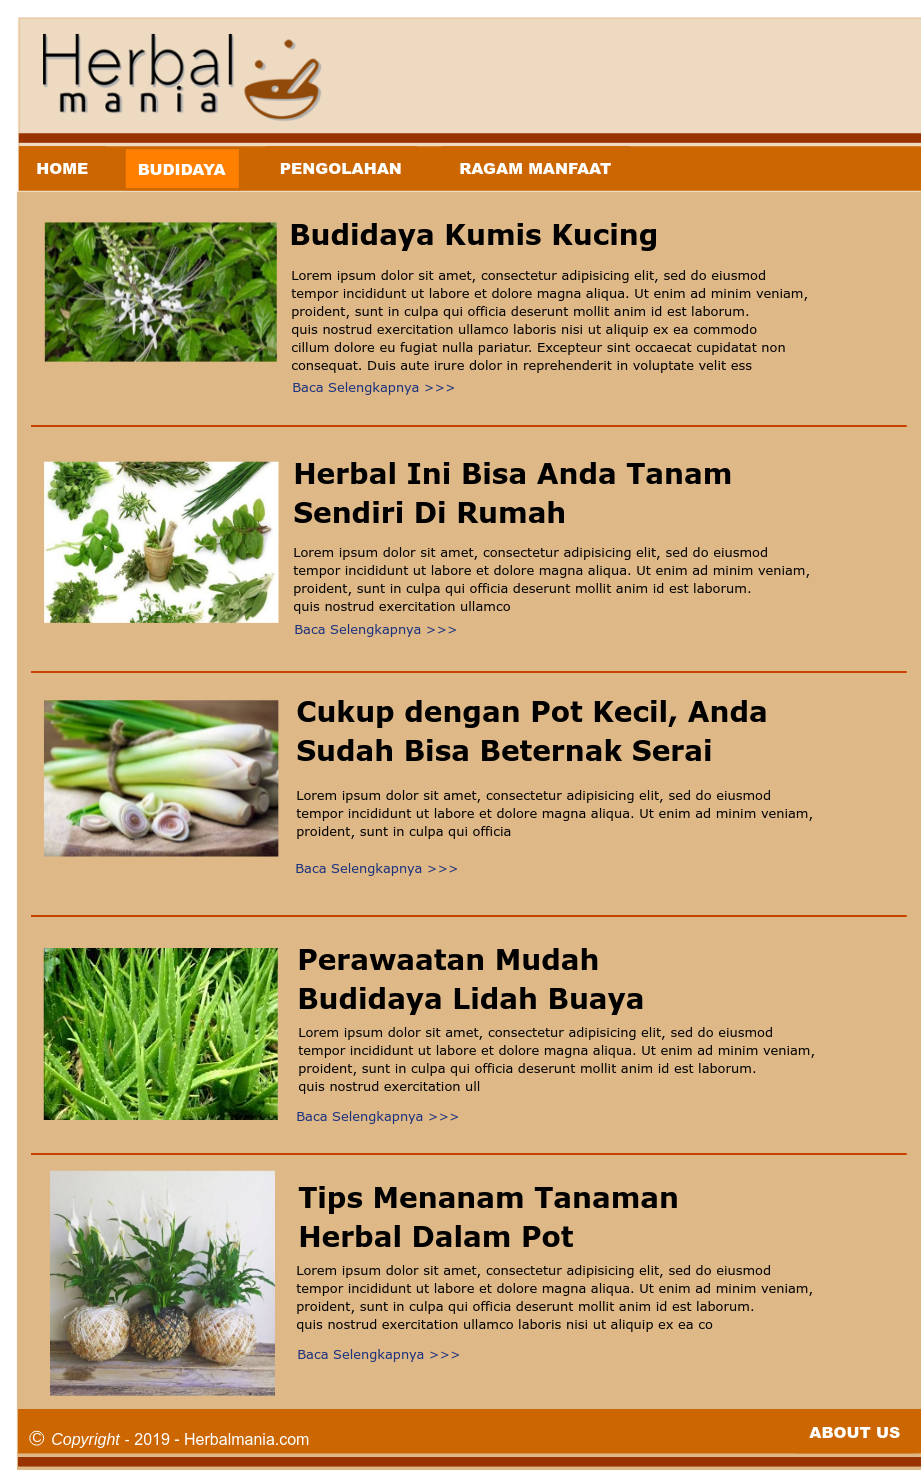 Herbal
mania
HOME BUDIDAYA PENGOLAHAN RAGAM MANFAAT
Budidaya Kumis Kucing
Lorem ipsum dolor sit amet, consectetur adipisicing elit, sed do eiusmod
tempor incididunt ut labore et dolore magna aliqua. Ut enim ad minim veniam,
proident, sunt in culpa qui officia deserunt mollit anim id est laborum.
quis nostrud exercitation ullamco laboris nisi ut aliquip ex ea commodo
cillum dolore eu fugiat nulla pariatur. Excepteur sint occaecat cupidatat non
consequat. Duis aute irure dolor in reprehenderit in voluptate velit ess
Baca Selengkapnya >>>
Herbal Ini Bisa Anda Tanam
Sendiri Di Rumah
Lorem ipsum dolor sit amet, consectetur adipisicing elit, sed do eiusmod
tempor incididunt ut labore et dolore magna aliqua. Ut enim ad minim veniam,
proident, sunt in culpa qui officia deserunt mollit anim id est laborum.
quis nostrud exercitation ullamco
Baca Selengkapnya >>>
Cukup dengan Pot Kecil, Anda
Sudah Bisa Beternak Serai
Lorem ipsum dolor sit amet, consectetur adipisicing elit, sed do eiusmod
tempor incididunt ut labore et dolore magna aliqua. Ut enim ad minim veniam,
proident, sunt in culpa qui officia
Baca Selengkapnya >>>
Perawaatan Mudah
Budidaya Lidah Buaya
Lorem ipsum dolor sit amet, consectetur adipisicing elit, sed do eiusmod
tempor incididunt ut labore et dolore magna aliqua. Ut enim ad minim veniam,
proident, sunt in culpa qui officia deserunt mollit anim id est laborum.
quis nostrud exercitation ull
Baca Selengkapnya >>>
Tips Menanam Tanaman
Herbal Dalam Pot
Lorem ipsum dolor sit amet, consectetur adipisicing elit, sed do eiusmod
tempor incididunt ut labore et dolore magna aliqua. Ut enim ad minim veniam,
proident, sunt in culpa qui officia deserunt mollit anim id est laborum.
quis nostrud exercitation ullamco laboris nisi ut aliquip ex ea co
Baca Selengkapnya >>>
© Copyright - 2019 - Herbalmania.com
ABOUT US